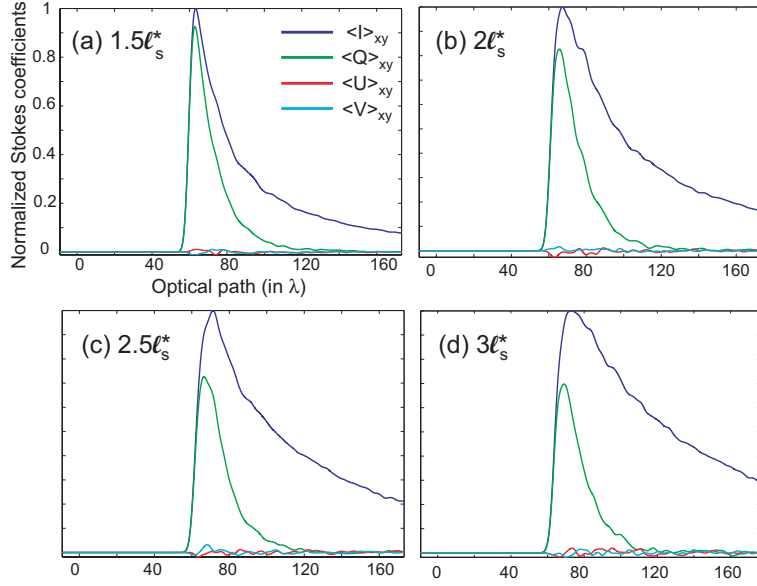 Normalized Stokes coefficients
1
0.8
0.6
0.4
0.2
0
(a) 1.5ℓ*s
<I>xy
<Q>xy
<U>xy
<V>xy
0 40 80 120 160
Optical path (in λ)
(b) 2ℓ*s
0 40 80 120 160
(c) 2.5ℓ*s
0 40 80 120 160
(d) 3ℓ*s
0 40 80 120 160